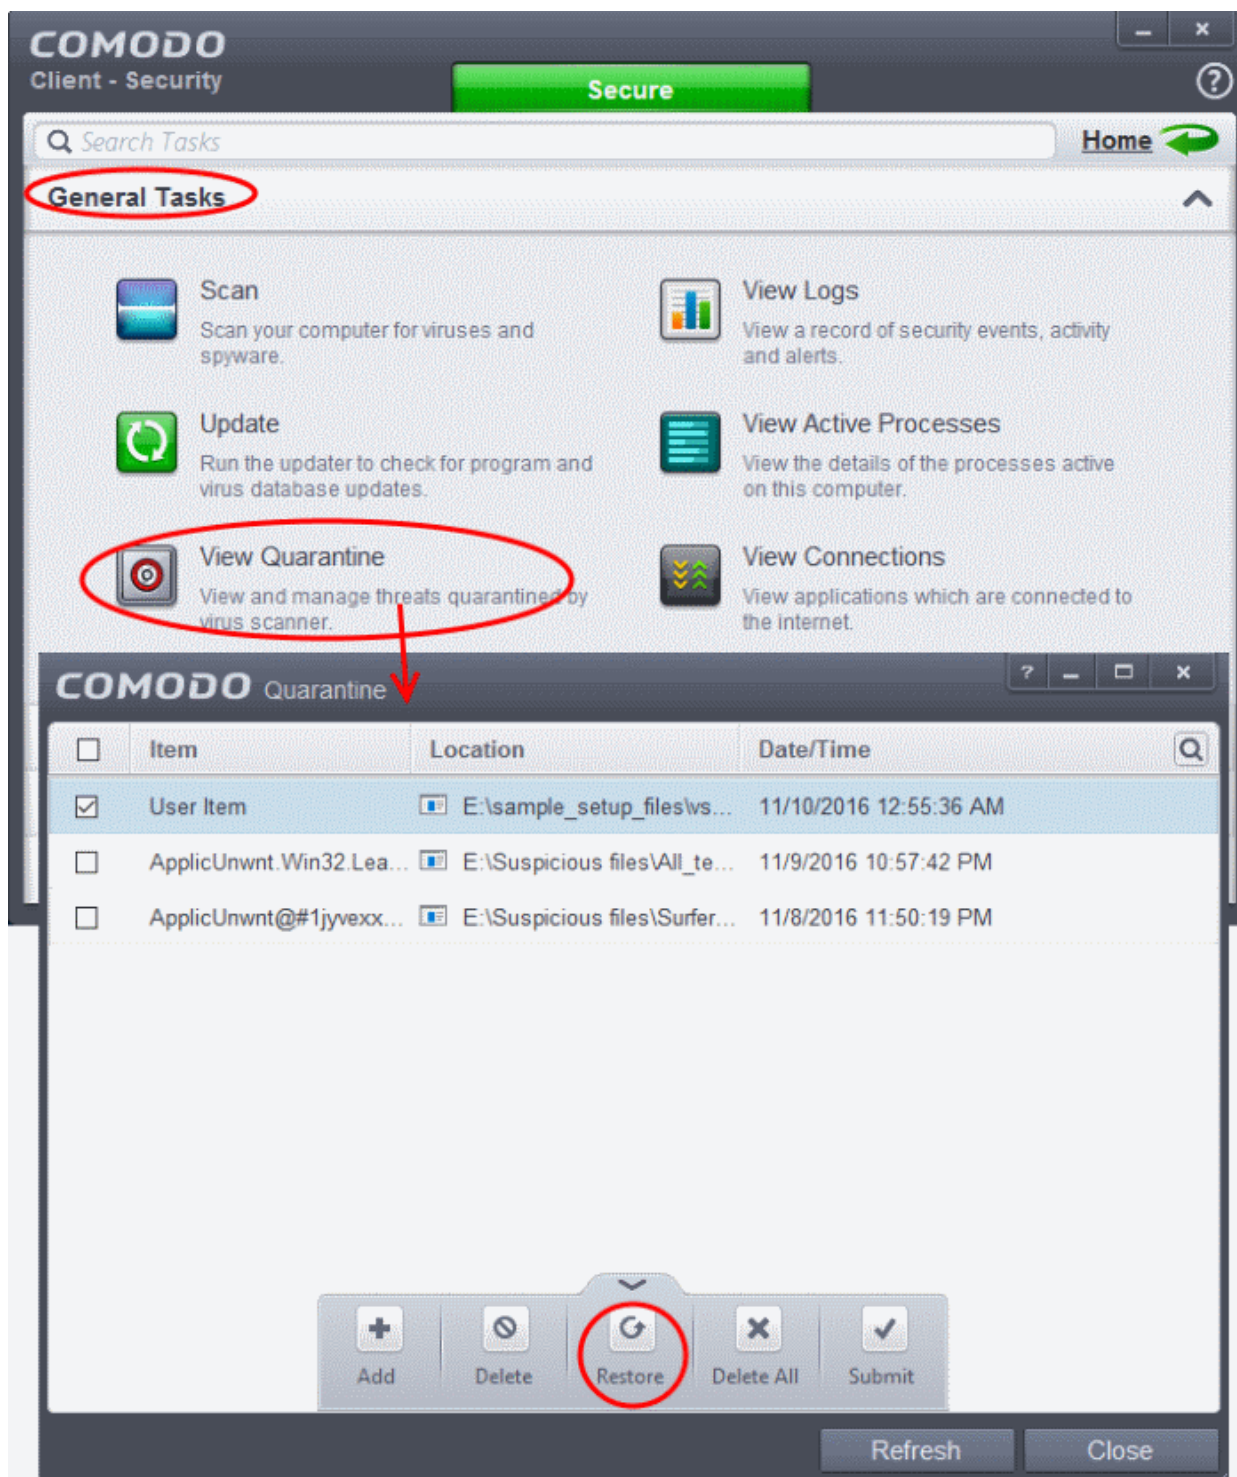 COMODO
Client - Security
Secure
?
Search Tasks
Home
General Tasks
Scan
Scan your computer for viruses and
spyware.
View Logs
View a record of security events, activity
and alerts.
Update
Run the updater to check for program and
virus database updates.
View Active Processes
View the details of the processes active
on this computer.
View Quarantine
View and manage threats quarantined by
virus scanner.
View Connections
View applications which are connected to
the internet.
COMODO Quarantine
?
Item Location Date/Time
User Item E:\sample_setup_files\vs... 11/10/2016 12:55:36 AM
ApplicUnwnt.Win32.Lea... E:\Suspicious files\All_te... 11/9/2016 10:57:42 PM
ApplicUnwnt@#1jyvexx... E:\Suspicious files\Surfer... 11/8/2016 11:50:19 PM
Add Delete Restore Delete All Submit
Refresh Close